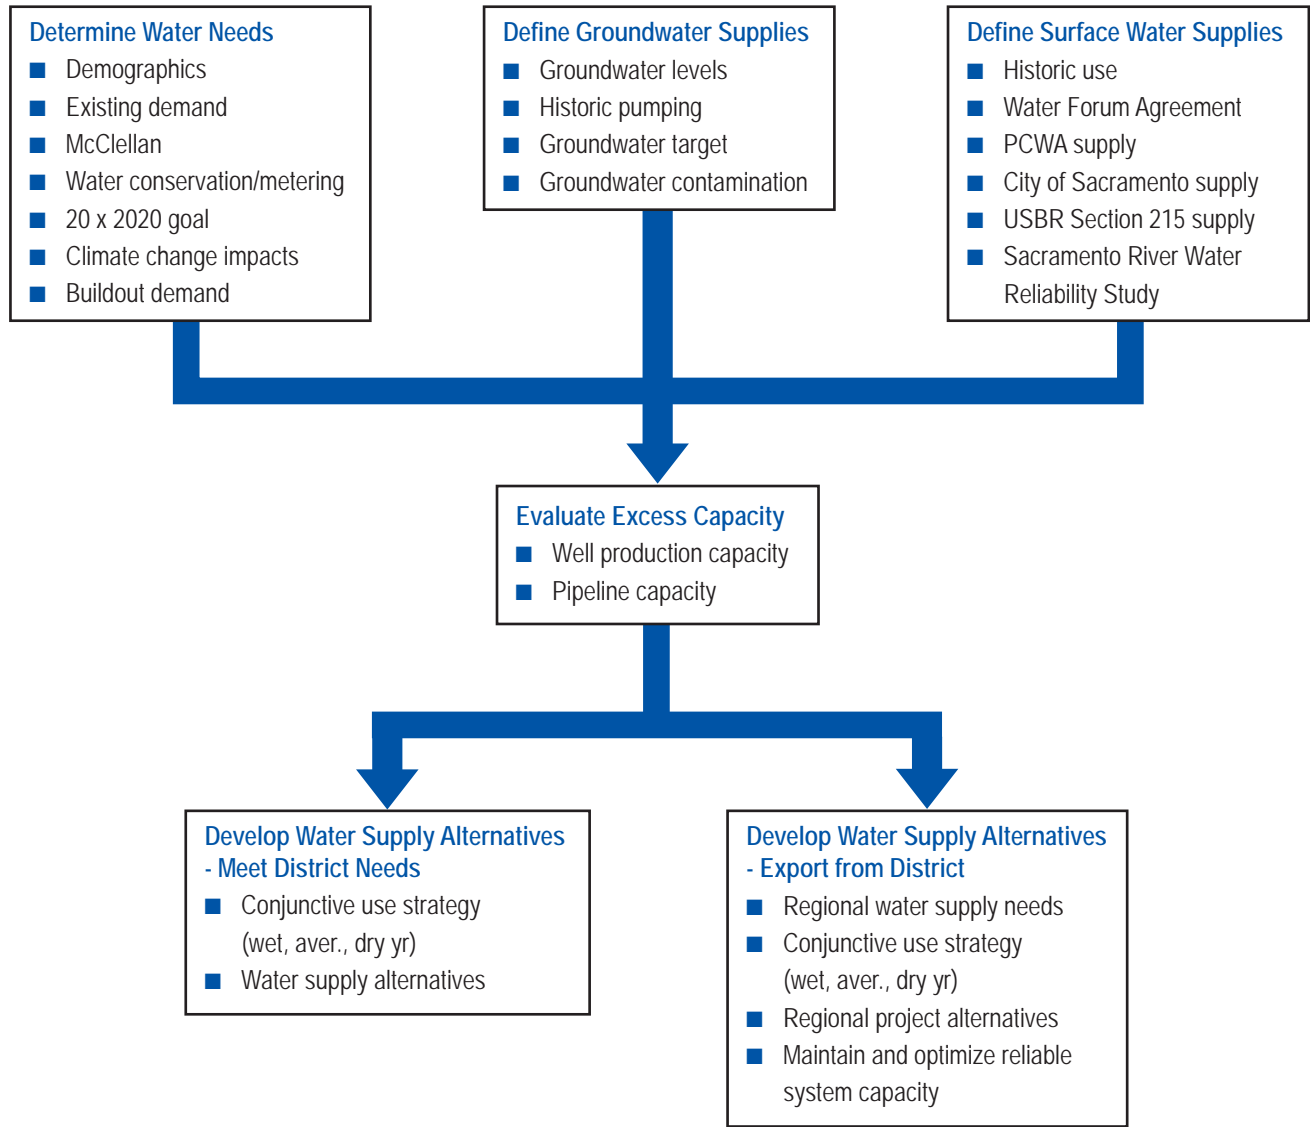 Determine Water Needs
Demographics
Existing demand
McClellan
Water conservation/metering
20 x 2020 goal
Climate change impacts
Buildout demand
Define Groundwater Supplies
Groundwater levels
Historic pumping
Groundwater target
Groundwater contamination
Define Surface Water Supplies
Historic use
Water Forum Agreement
PCWA supply
City of Sacramento supply
USBR Section 215 supply
Sacramento River Water
Reliability Study
Evaluate Excess Capacity
Well production capacity
Pipeline capacity
Develop Water Supply Alternatives
- Meet District Needs
Conjunctive use strategy
(wet, aver., dry yr)
Water supply alternatives
Develop Water Supply Alternatives
- Export from District
Regional water supply needs
Conjunctive use strategy
(wet, aver., dry yr)
Regional project alternatives
Maintain and optimize reliable
system capacity